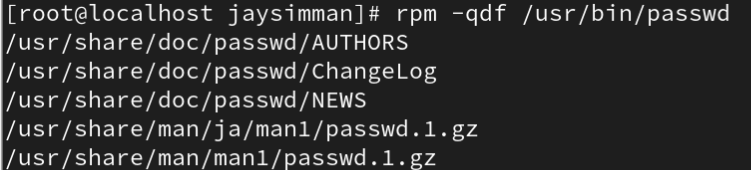 [root@localhost jaysimman]# rpm -qdf /usr/bin/passwd
/usr/share/doc/passwd/AUTHORS
/usr/share/doc/passwd/ChangeLog
/usr/share/doc/passwd/NEWS
/usr/share/man/ja/man1/passwd.1.gz
/usr/share/man/man1/passwd.1.gz